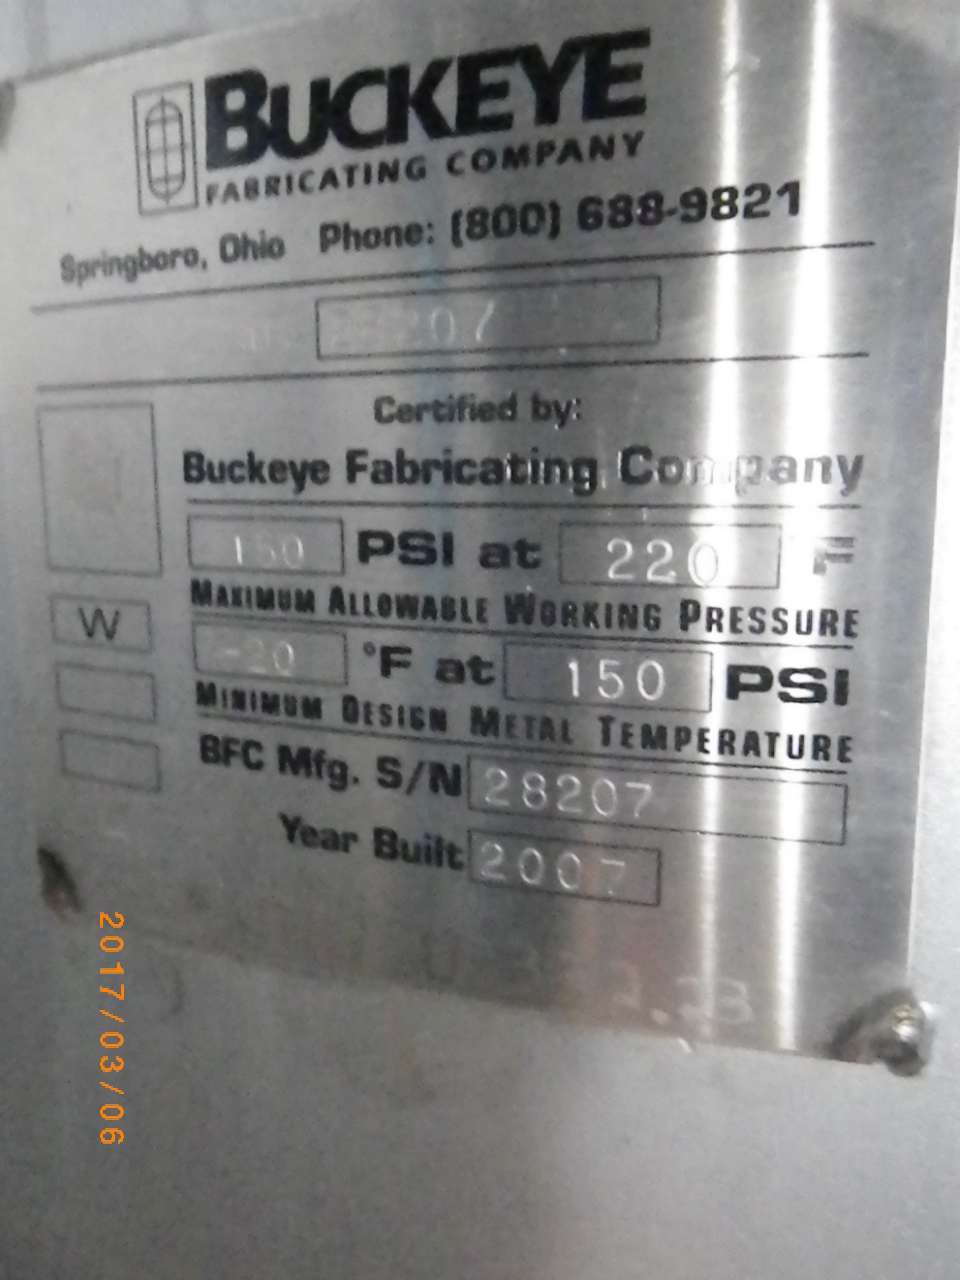 BUCKEYE
FABRICATING COMPANY
Springboro, Ohio Phone: (800) 688-9821
28207
Certified by:
Buckeye Fabricating Company
150 PSI at 220 F
MAXIMUM ALLOWABLE WORKING PRESSURE
W
-20 °F at 150 PSI
MINIMUM DESIGN METAL TEMPERATURE
BFC Mfg. S/N 28207
Year Built 2007
2017/03/06